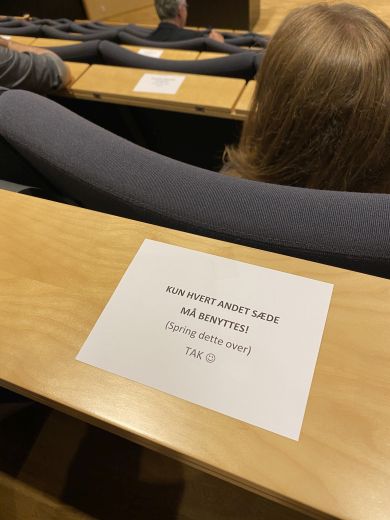 KUN HVERT ANDET SÆDE
MÅ BENYTTES!
(Spring dette over)
TAK ☺